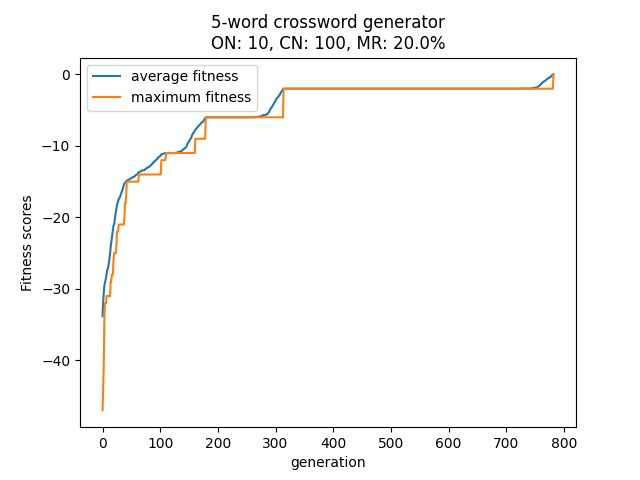 5-word crossword generator
ON: 10, CN: 100, MR: 20.0%
average fitness
maximum fitness
0
−10
−20
−30
−40
Fitness scores
0 100 200 300 400 500 600 700 800
generation